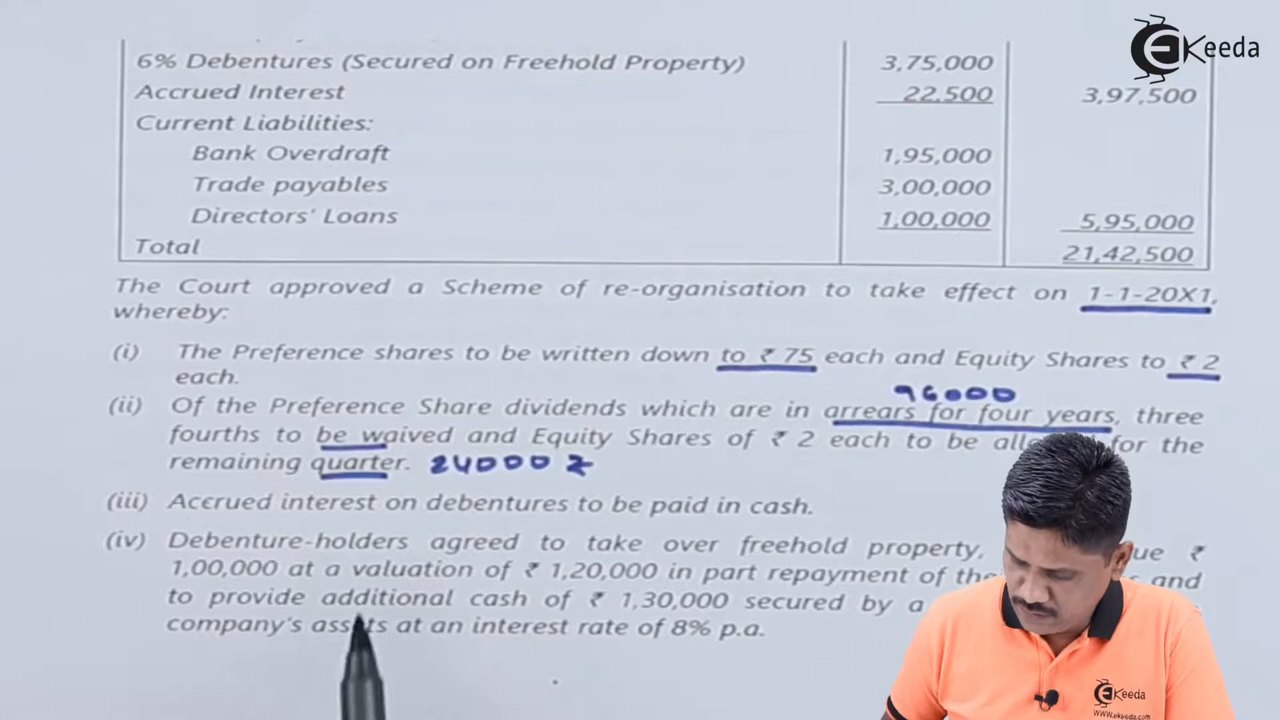 EKeeda
6% Debentures (Secured on Freehold Property) 3,75,000
Accrued Interest 22,500 3,97,500
Current Liabilities:
Bank Overdraft 1,95,000
Trade payables 3,00,000
Directors' Loans 1,00,000 5,95,000
Total 21,42,500
The Court approved a Scheme of re-organisation to take effect on 1-1-20X1,
whereby:
(i) The Preference shares to be written down to ₹ 75 each and Equity Shares to ₹ 2
each.
96000
(ii) Of the Preference Share dividends which are in arrears for four years, three
fourths to be waived and Equity Shares of ₹ 2 each to be for the
remaining quarter. 24000
(iii) Accrued interest on debentures to be paid in cash.
(iv) Debenture-holders agreed to take over freehold property, ₹
1,00,000 at a valuation of ₹ 1,20,000 in part repayment of and
to provide additional cash of ₹ 1,30,000 secured by a
company's assets at an interest rate of 8% p.a.
EKeeda
www.ekeeda.com